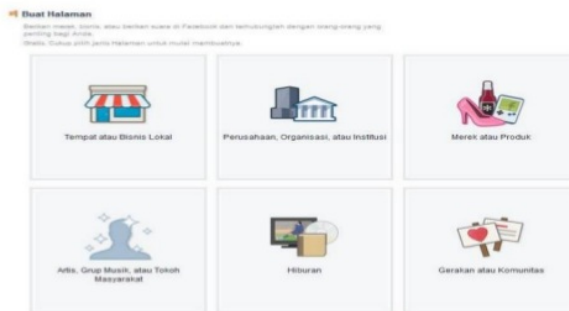 Buat Halaman
Berikan merek, bisnis, atau berikan suara di Facebook dan terhubunglah dengan orang-orang yang
penting bagi Anda.
Gratis. Cukup pilih jenis Halaman untuk mulai membuatnya.
Tempat atau Bisnis Lokal
Perusahaan, Organisasi, atau Institusi
Merek atau Produk
Artis, Grup Musik, atau Tokoh
Masyarakat
Hiburan
Gerakan atau Komunitas